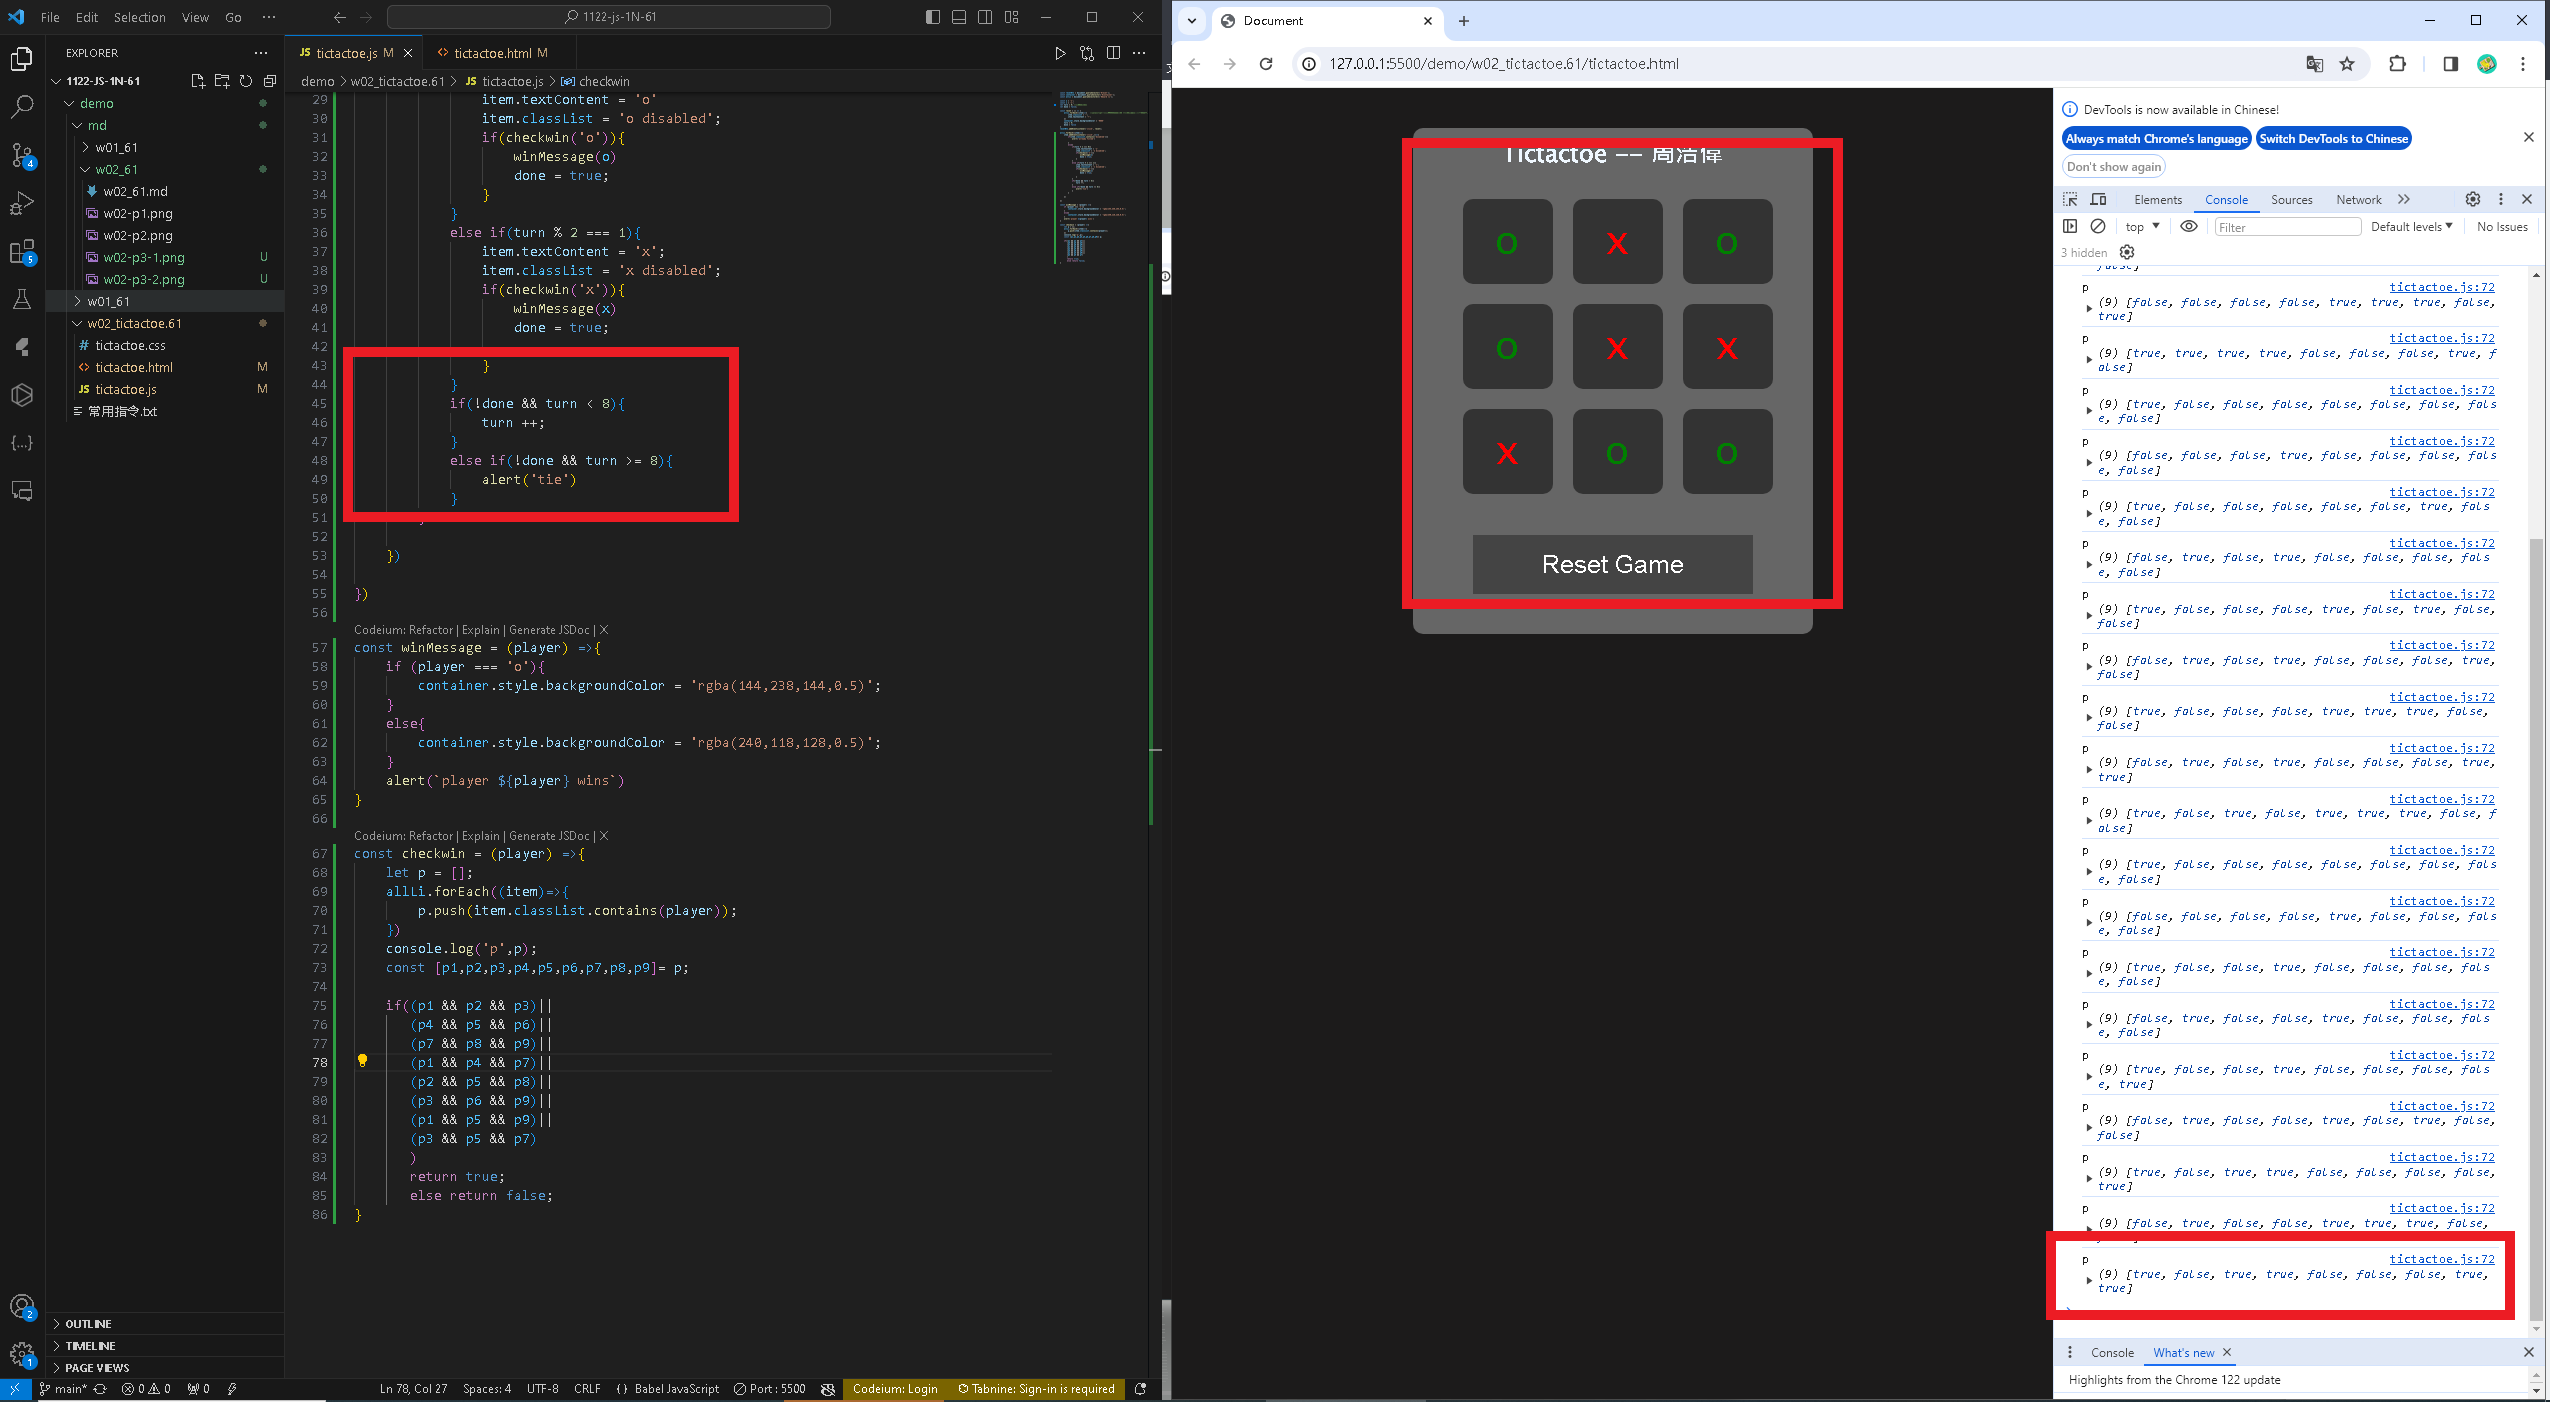 File Edit Selection View Go ···
1122-js-1N-61
EXPLORER
1122-JS-1N-61
demo
md
w01_61
w02_61
w02_61.md
w02-p1.png
w02-p2.png
w02-p3-1.png U
w02-p3-2.png U
w01_61
w02_tictactoe.61
# tictactoe.css
<> tictactoe.html M
JS tictactoe.js M
常用指令.txt
OUTLINE
TIMELINE
PAGE VIEWS
JS tictactoe.js M
<> tictactoe.html M
demo > w02_tictactoe.61 > JS tictactoe.js > checkwin
29 item.textContent = 'o'
30 item.classList = 'o disabled';
31 if(checkwin('o')){
32 winMessage(o)
33 done = true;
34 }
35 }
36 else if(turn % 2 === 1){
37 item.textContent = 'x';
38 item.classList = 'x disabled';
39 if(checkwin('x')){
40 winMessage(x)
41 done = true;
42
43 }
44 }
45 if(!done && turn < 8){
46 turn ++;
47 }
48 else if(!done && turn >= 8){
49 alert('tie')
50 }
51
52
53 })
54
55 })
56
Codeium: Refactor | Explain | Generate JSDoc | X
57 const winMessage = (player) =>{
58 if (player === 'o'){
59 container.style.backgroundColor = 'rgba(144,238,144,0.5)';
60 }
61 else{
62 container.style.backgroundColor = 'rgba(240,118,128,0.5)';
63 }
64 alert(`player ${player} wins`)
65 }
66
Codeium: Refactor | Explain | Generate JSDoc | X
67 const checkwin = (player) =>{
68 let p = [];
69 allLi.forEach((item)=>{
70 p.push(item.classList.contains(player));
71 })
72 console.log('p',p);
73 const [p1,p2,p3,p4,p5,p6,p7,p8,p9]= p;
74
75 if((p1 && p2 && p3)||
76 (p4 && p5 && p6)||
77 (p7 && p8 && p9)||
78 (p1 && p4 && p7)||
79 (p2 && p5 && p8)||
80 (p3 && p6 && p9)||
81 (p1 && p5 && p9)||
82 (p3 && p5 && p7)
83 )
84 return true;
85 else return false;
86 }
main* 0 0 0 Ln 78, Col 27 Spaces: 4 UTF-8 CRLF {} Babel JavaScript Port : 5500 Codeium: Login Tabnine: Sign-in is required
Document
127.0.0.1:5500/demo/w02_tictactoe.61/tictactoe.html
Tictactoe -- 周浩偉
o x o
o x x
x o o
Reset Game
DevTools is now available in Chinese!
Always match Chrome's language
Switch DevTools to Chinese
Don't show again
Elements Console Sources Network
top Filter Default levels No Issues
3 hidden
false]
p tictactoe.js:72
(9) [false, false, false, false, true, true, true, false,
true]
p tictactoe.js:72
(9) [true, true, true, true, false, false, false, true, f
alse]
p tictactoe.js:72
(9) [true, false, false, false, false, false, false, fals
e, false]
p tictactoe.js:72
(9) [false, false, false, true, false, false, false, fals
e, false]
p tictactoe.js:72
(9) [true, false, false, false, false, false, true, fals
e, false]
p tictactoe.js:72
(9) [false, false, true, true, false, false, false, fals
e, false]
p tictactoe.js:72
(9) [true, true, false, false, false, false, true, false,
false]
p tictactoe.js:72
(9) [false, true, false, true, false, false, false, true,
false]
p tictactoe.js:72
(9) [true, false, false, false, true, true, true, false,
false]
p tictactoe.js:72
(9) [false, true, false, true, false, false, false, true,
true]
p tictactoe.js:72
(9) [true, false, true, false, true, true, true, false, f
alse]
p tictactoe.js:72
(9) [true, false, false, false, false, false, false, fals
e, false]
p tictactoe.js:72
(9) [false, false, false, false, true, false, false, fals
e, false]
p tictactoe.js:72
(9) [true, false, false, true, false, false, false, fals
e, false]
p tictactoe.js:72
(9) [false, true, false, false, true, false, false, fals
e, false]
p tictactoe.js:72
(9) [true, false, false, true, false, false, false, fals
e, true]
p tictactoe.js:72
(9) [false, true, false, false, true, false, true, false,
false]
p tictactoe.js:72
(9) [true, false, true, true, false, false, false, false,
true]
p tictactoe.js:72
(9) [false, true, false, false, true, true, true, false,
p tictactoe.js:72
(9) [true, false, true, true, false, false, false, true,
true]
Console What's new
Highlights from the Chrome 122 update